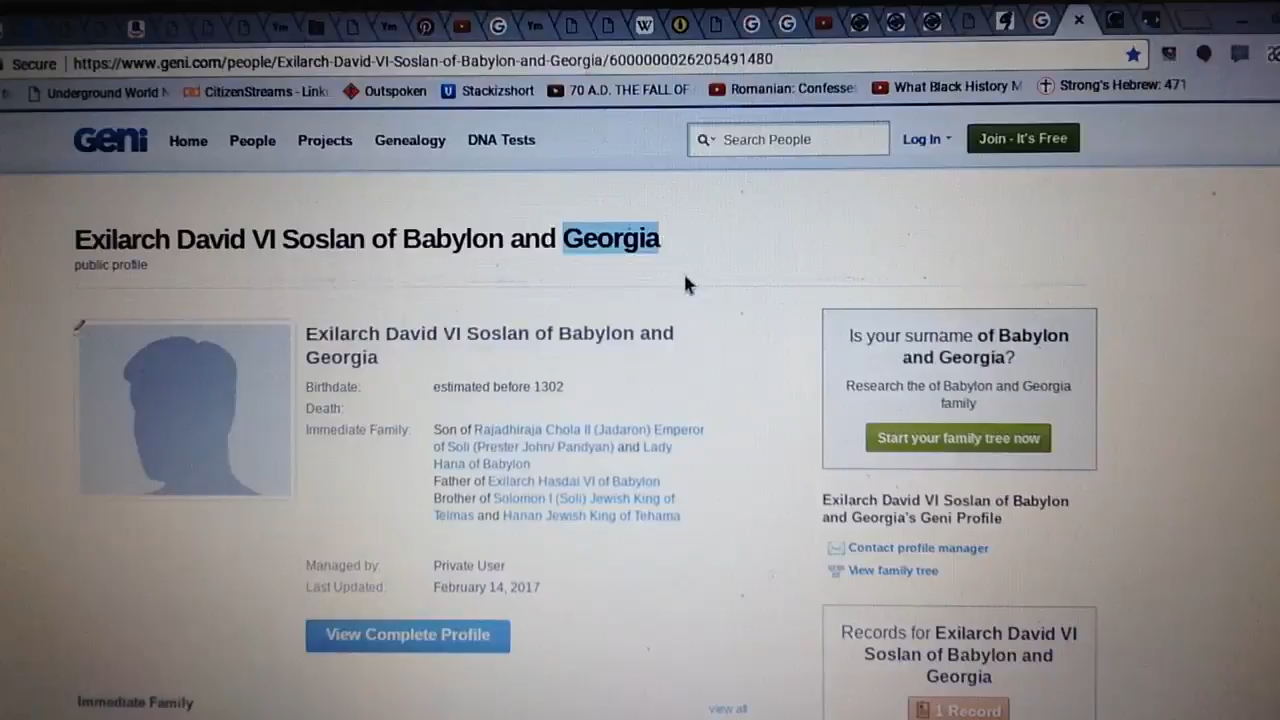 Secure | https://www.geni.com/people/Exilarch-David-VI-Soslan-of-Babylon-and-Georgia/6000000026205491480
Underground World CitizenStreams - Link Outspoken Stackizshort 70 A.D. THE FALL OF Romanian: Confesse What Black History M Strong's Hebrew: 471
Geni Home People Projects Genealogy DNA Tests Search People Log In Join - It's Free
Exilarch David VI Soslan of Babylon and Georgia
public profile
Exilarch David VI Soslan of Babylon and
Georgia
Birthdate: estimated before 1302
Death:
Immediate Family: Son of Rajadhiraja Chola II (Jadaron) Emperor
of Soli (Prester John/ Pandyan) and Lady
Hana of Babylon
Father of Exilarch Hasdai VI of Babylon
Brother of Solomon I (Soli) Jewish King of
Telmas and Hanan Jewish King of Tehama
Managed by: Private User
Last Updated: February 14, 2017
View Complete Profile
Immediate Family view all
Is your surname of Babylon
and Georgia?
Research the of Babylon and Georgia
family
Start your family tree now
Exilarch David VI Soslan of Babylon
and Georgia's Geni Profile
Contact profile manager
View family tree
Records for Exilarch David VI
Soslan of Babylon and
Georgia
1 Record